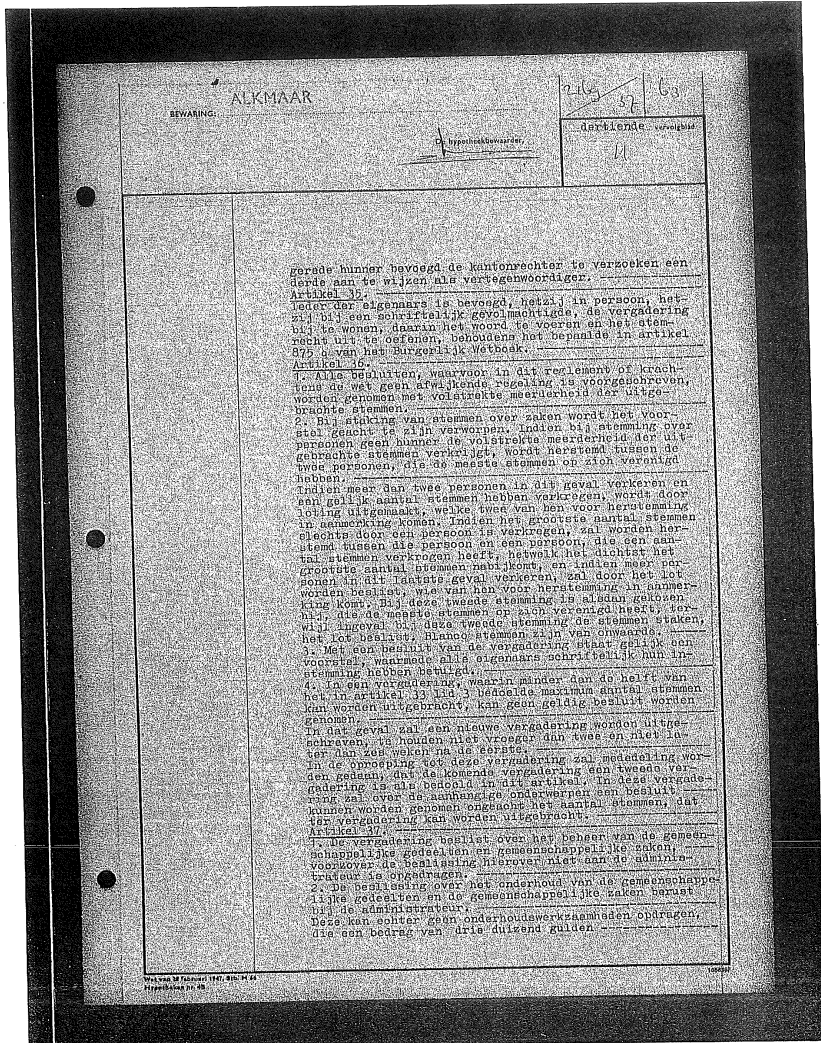 ALKMAAR
BEWARING:
2169
37
63
De hypotheekbewaarder,
dertiende vervolgblad
11
gerede hunner bevoegd de kantonrechter te verzoeken een
derde aan te wijzen als vertegenwoordiger.
Artikel 35.
Ieder der eigenaars is bevoegd, hetzij in persoon, het-
zij bij een schriftelijk gevolmachtigde, de vergadering
bij te wonen, daarin het woord te voeren en het stem-
recht uit te oefenen, behoudens het bepaalde in artikel
875 q van het Burgerlijk Wetboek.
Artikel 36.
1. Alle besluiten, waarvoor in dit reglement of krach-
tens de wet geen afwijkende regeling is voorgeschreven,
worden genomen met volstrekte meerderheid der uitge-
brachte stemmen.
2. Bij staking van stemmen over zaken wordt het voor-
stel geacht te zijn verworpen. Indien bij stemming over
personen geen hunner de volstrekte meerderheid der uit-
gebrachte stemmen verkrijgt, wordt herstemd tussen de
twee personen, die de meeste stemmen op zich verenigd
hebben.
Indien meer dan twee personen in dit geval verkeren en
een gelijk aantal stemmen hebben verkregen, wordt door
loting uitgemaakt, welke twee van hen voor herstemming
in aanmerking komen. Indien het grootste aantal stemmen
slechts door een persoon is verkregen, zal worden her-
stemd tussen die persoon en een persoon, die een aan-
tal stemmen verkregen heeft, hetwelk het dichtst het
grootste aantal stemmen nabijkomt, en indien meer per-
sonen in dit laatste geval verkeren, zal door het lot
worden beslist, wie van hen voor herstemming in aanmer-
king komt. Bij deze tweede stemming is alsdan gekozen
hij, die de meeste stemmen op zich verenigd heeft, ter-
wijl ingeval bij deze tweede stemming de stemmen staken,
het lot beslist. Blanco stemmen zijn van onwaarde.
3. Met een besluit van de vergadering staat gelijk een
voorstel, waarmede alle eigenaars schriftelijk hun in-
stemming hebben betuigd.
4. In een vergadering, waarin minder dan de helft van
het in artikel 33 lid 3 bedoelde maximum aantal stemmen
kan worden uitgebracht, kan geen geldig besluit worden
genomen.
In dat geval zal een nieuwe vergadering worden uitge-
schreven, te houden niet vroeger dan twee en niet la-
ter dan zes weken na de eerste.
In de oproeping tot deze vergadering zal mededeling wor-
den gedaan, dat de komende vergadering een tweede ver-
gadering is als bedoeld in dit artikel. In deze vergade-
ring zal over de aanhangige onderwerpen een besluit
kunnen worden genomen ongeacht het aantal stemmen, dat
ter vergadering kan worden uitgebracht.
Artikel 37.
1. De vergadering beslist over het beheer van de gemeen-
schappelijke gedeelten en gemeenschappelijke zaken,
voorzover de beslissing hierover niet aan de adminis-
trateur is opgedragen.
2. De beslissing over het onderhoud van de gemeenschappe-
lijke gedeelten en de gemeenschappelijke zaken berust
bij de administrateur.
Deze kan echter geen onderhoudswerkzaamheden opdragen,
die een bedrag van drie duizend gulden
Wet van 28 februari 1947, Stb. H 66
Hypotheken nr. 4B